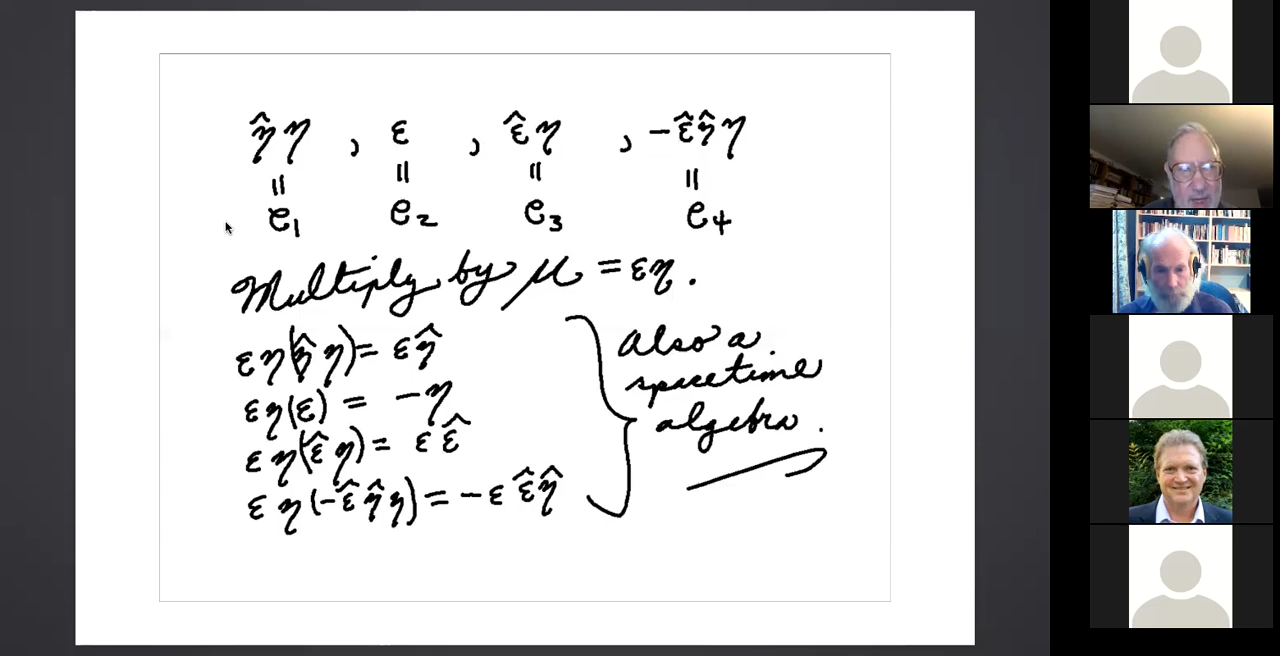 η̂η , ε , ε̂η , -ε̂η̂η
= = = =
e₁ e₂ e₃ e₄
Multiply by μ = εη.
εη(η̂η) = εη̂
εη(ε) = -η
εη(ε̂η) = εε̂
εη(-ε̂η̂η) = -εε̂η̂
Also a
spacetime
algebra.